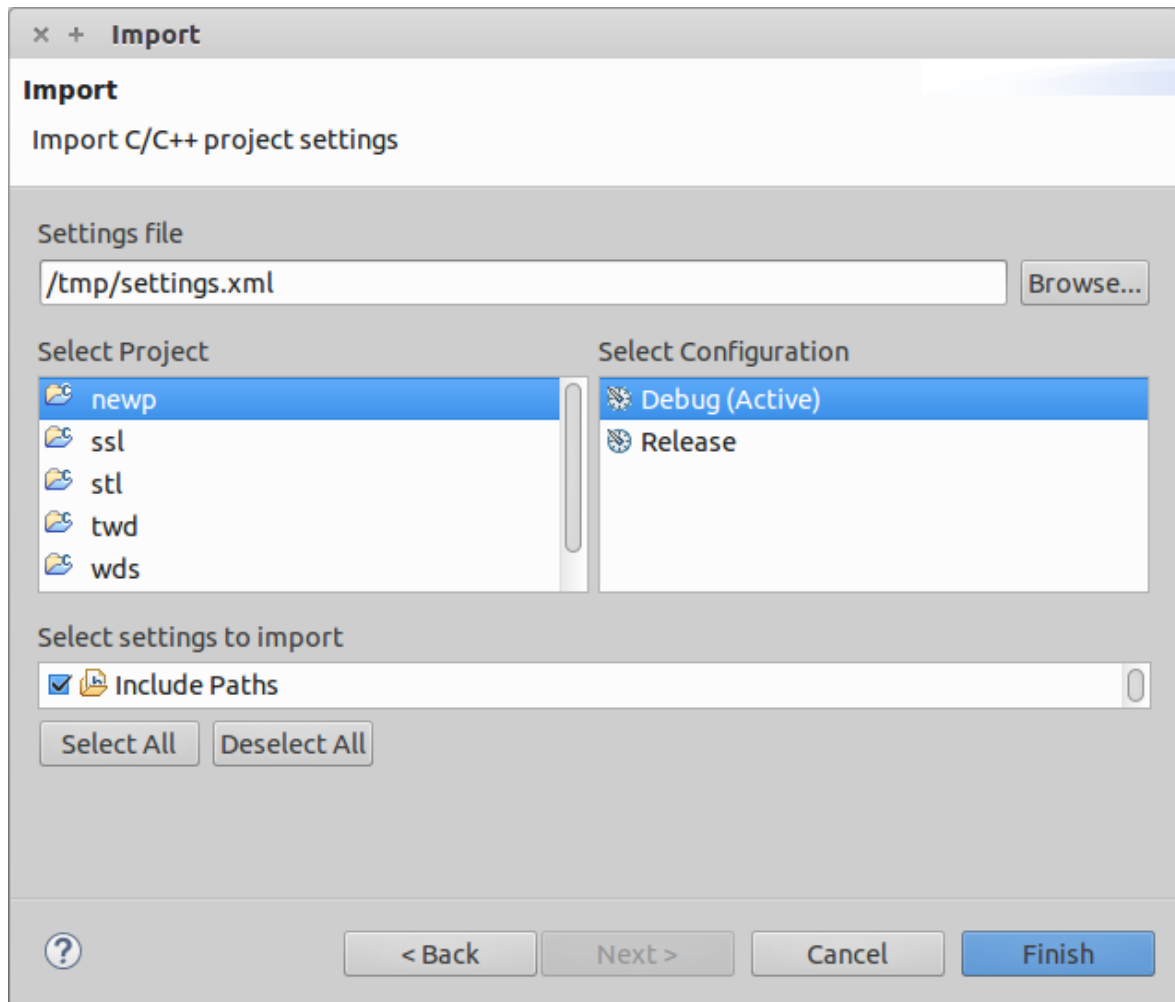 Import
Import
Import C/C++ project settings
Settings file
/tmp/settings.xml
Browse...
Select Project
Select Configuration
newp
Debug (Active)
ssl
Release
stl
twd
wds
Select settings to import
Include Paths
Select All
Deselect All
?
< Back
Next >
Cancel
Finish